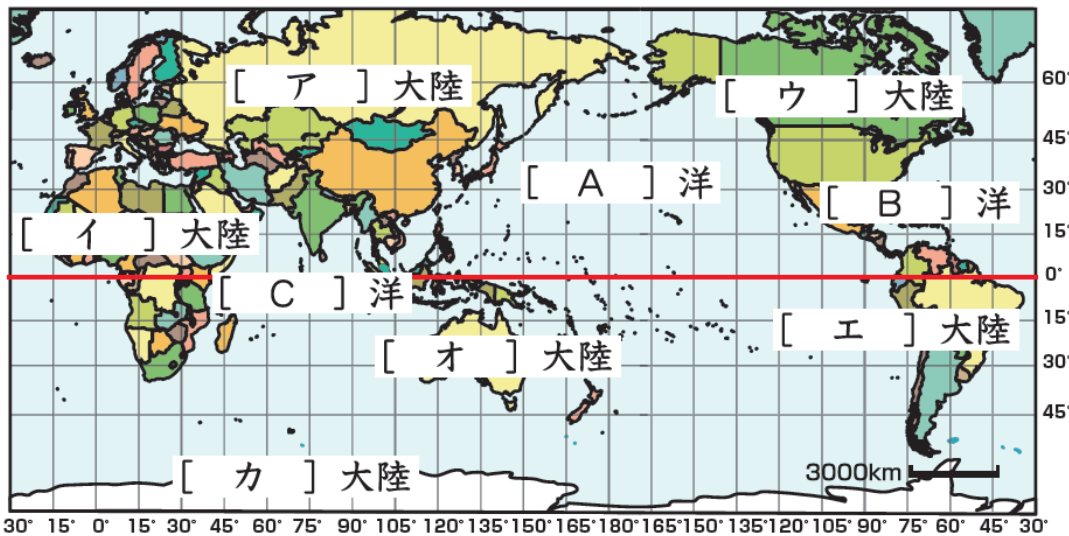 [ ア ] 大陸
[ ウ ] 大陸
60°
45°
[ A ] 洋
30°
[ B ] 洋
[ イ ] 大陸
15°
0°
[ C ] 洋
15°
[ エ ] 大陸
[ オ ] 大陸
30°
45°
[ カ ] 大陸
3000km
30° 15° 0° 15° 30° 45° 60° 75° 90° 105° 120° 135° 150° 165° 180° 165° 150° 135° 120° 105° 90° 75° 60° 45° 30°